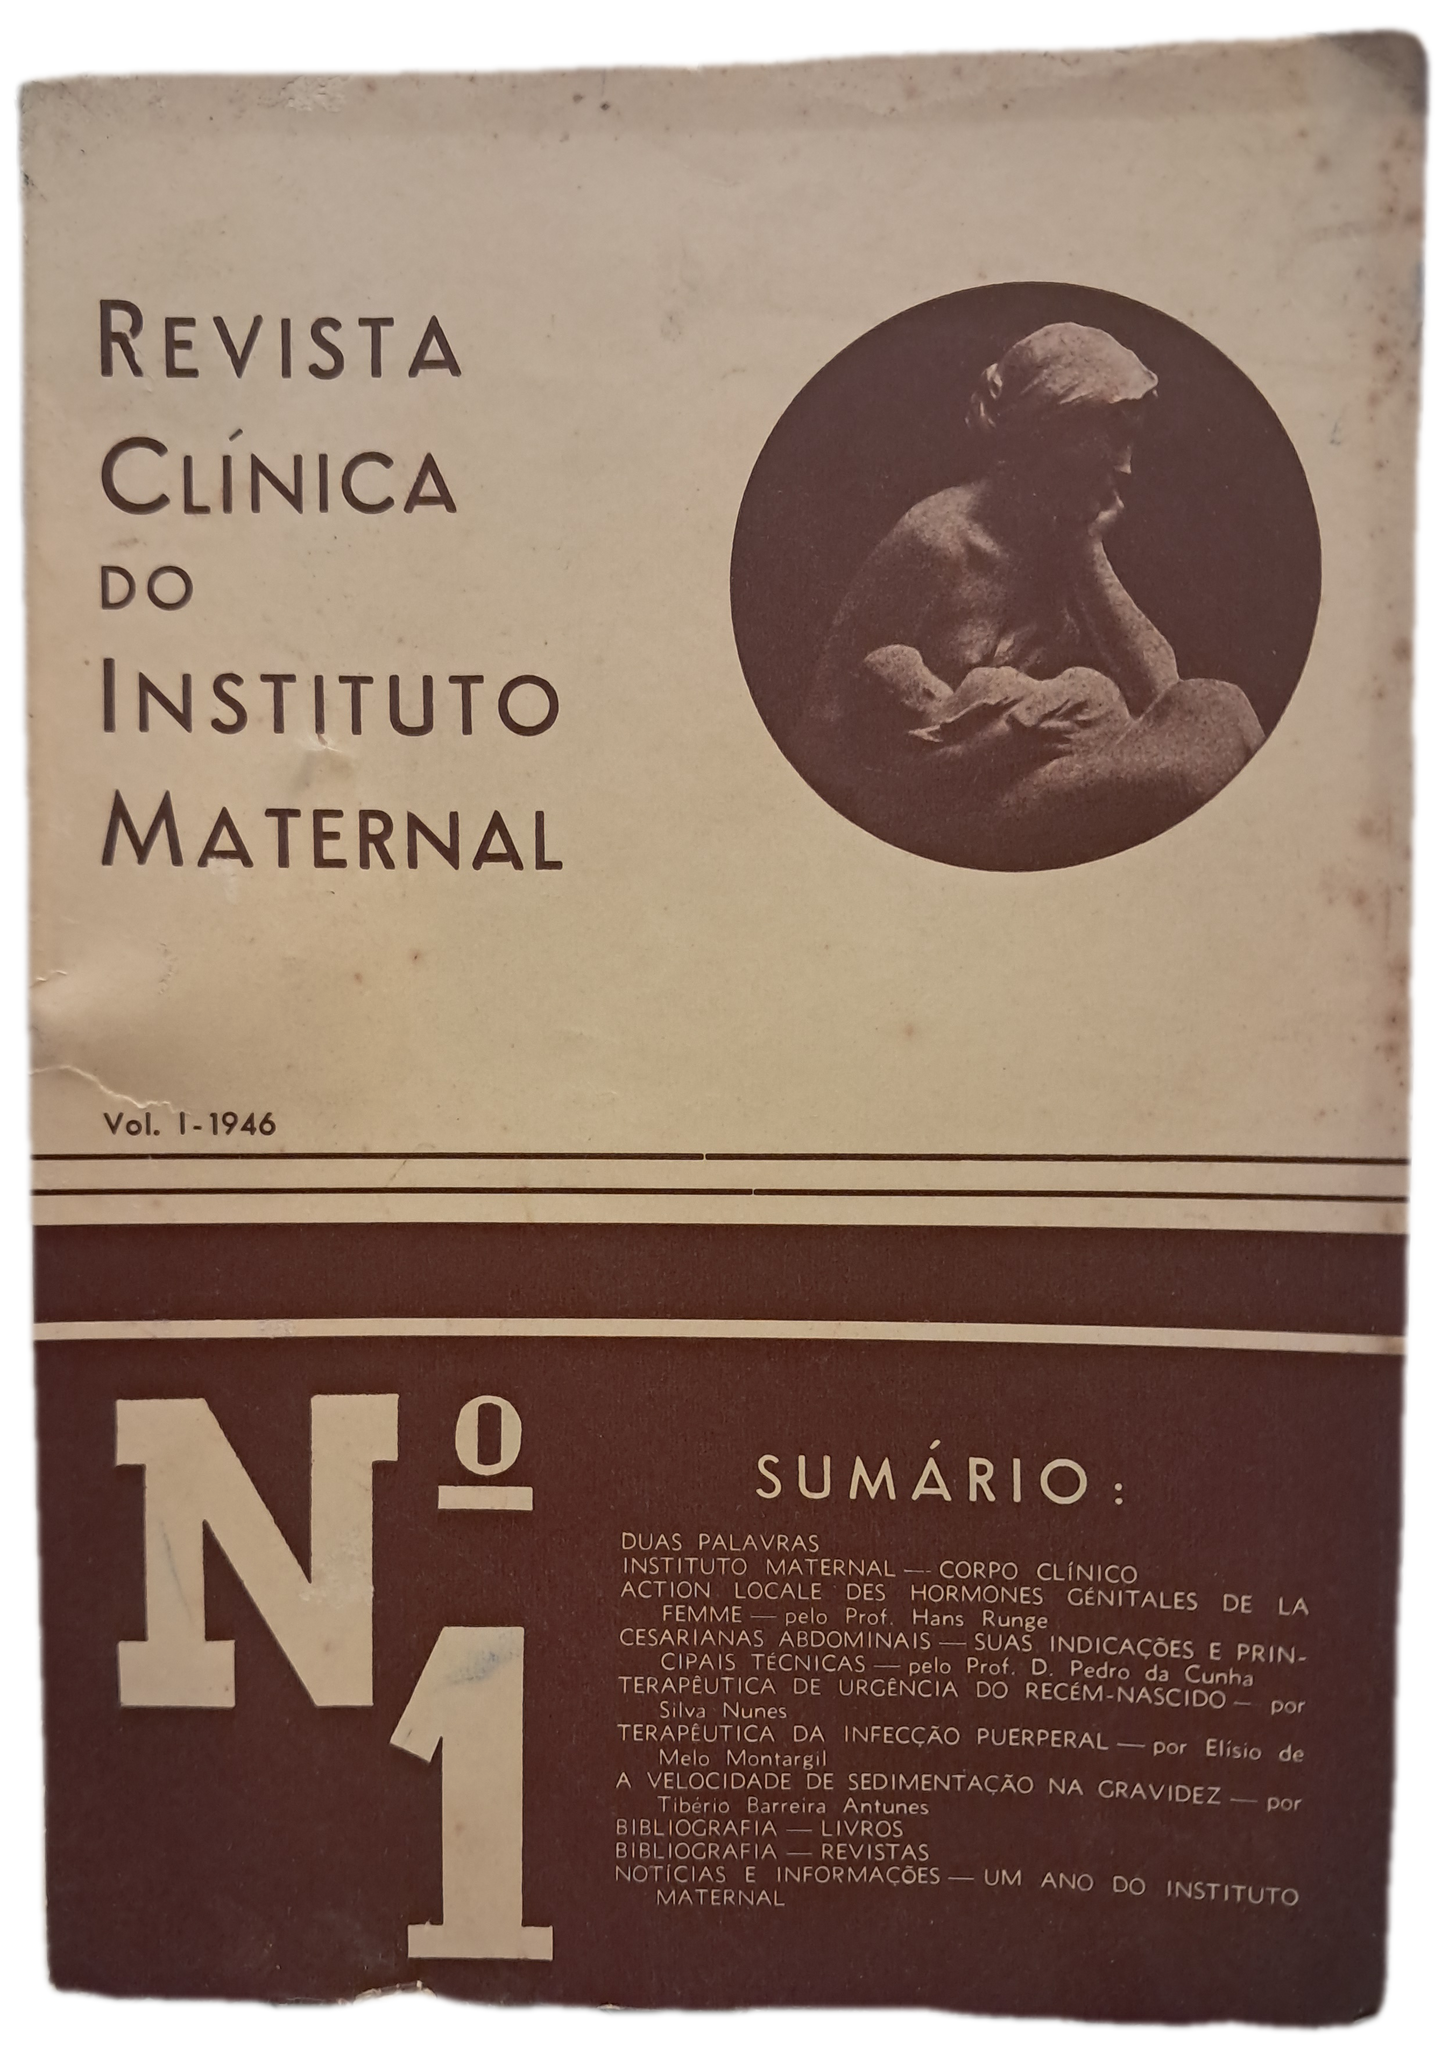 REVISTA
CLÍNICA
DO
INSTITUTO
MATERNAL
Vol. I-1946
Nº
1
SUMÁRIO:
DUAS PALAVRAS
INSTITUTO MATERNAL — CORPO CLÍNICO
ACTION LOCALE DES HORMONES GÉNITALES DE LA
FEMME — pelo Prof. Hans Runge
CESARIANAS ABDOMINAIS — SUAS INDICAÇÕES E PRIN-
CIPAIS TÉCNICAS — pelo Prof. D. Pedro da Cunha
TERAPÊUTICA DE URGÊNCIA DO RECÉM-NASCIDO — por
Silva Nunes
TERAPÊUTICA DA INFECÇÃO PUERPERAL — por Elísio de
Melo Montargil
A VELOCIDADE DE SEDIMENTAÇÃO NA GRAVIDEZ — por
Tibério Barreira Antunes
BIBLIOGRAFIA — LIVROS
BIBLIOGRAFIA — REVISTAS
NOTÍCIAS E INFORMAÇÕES — UM ANO DO INSTITUTO
MATERNAL